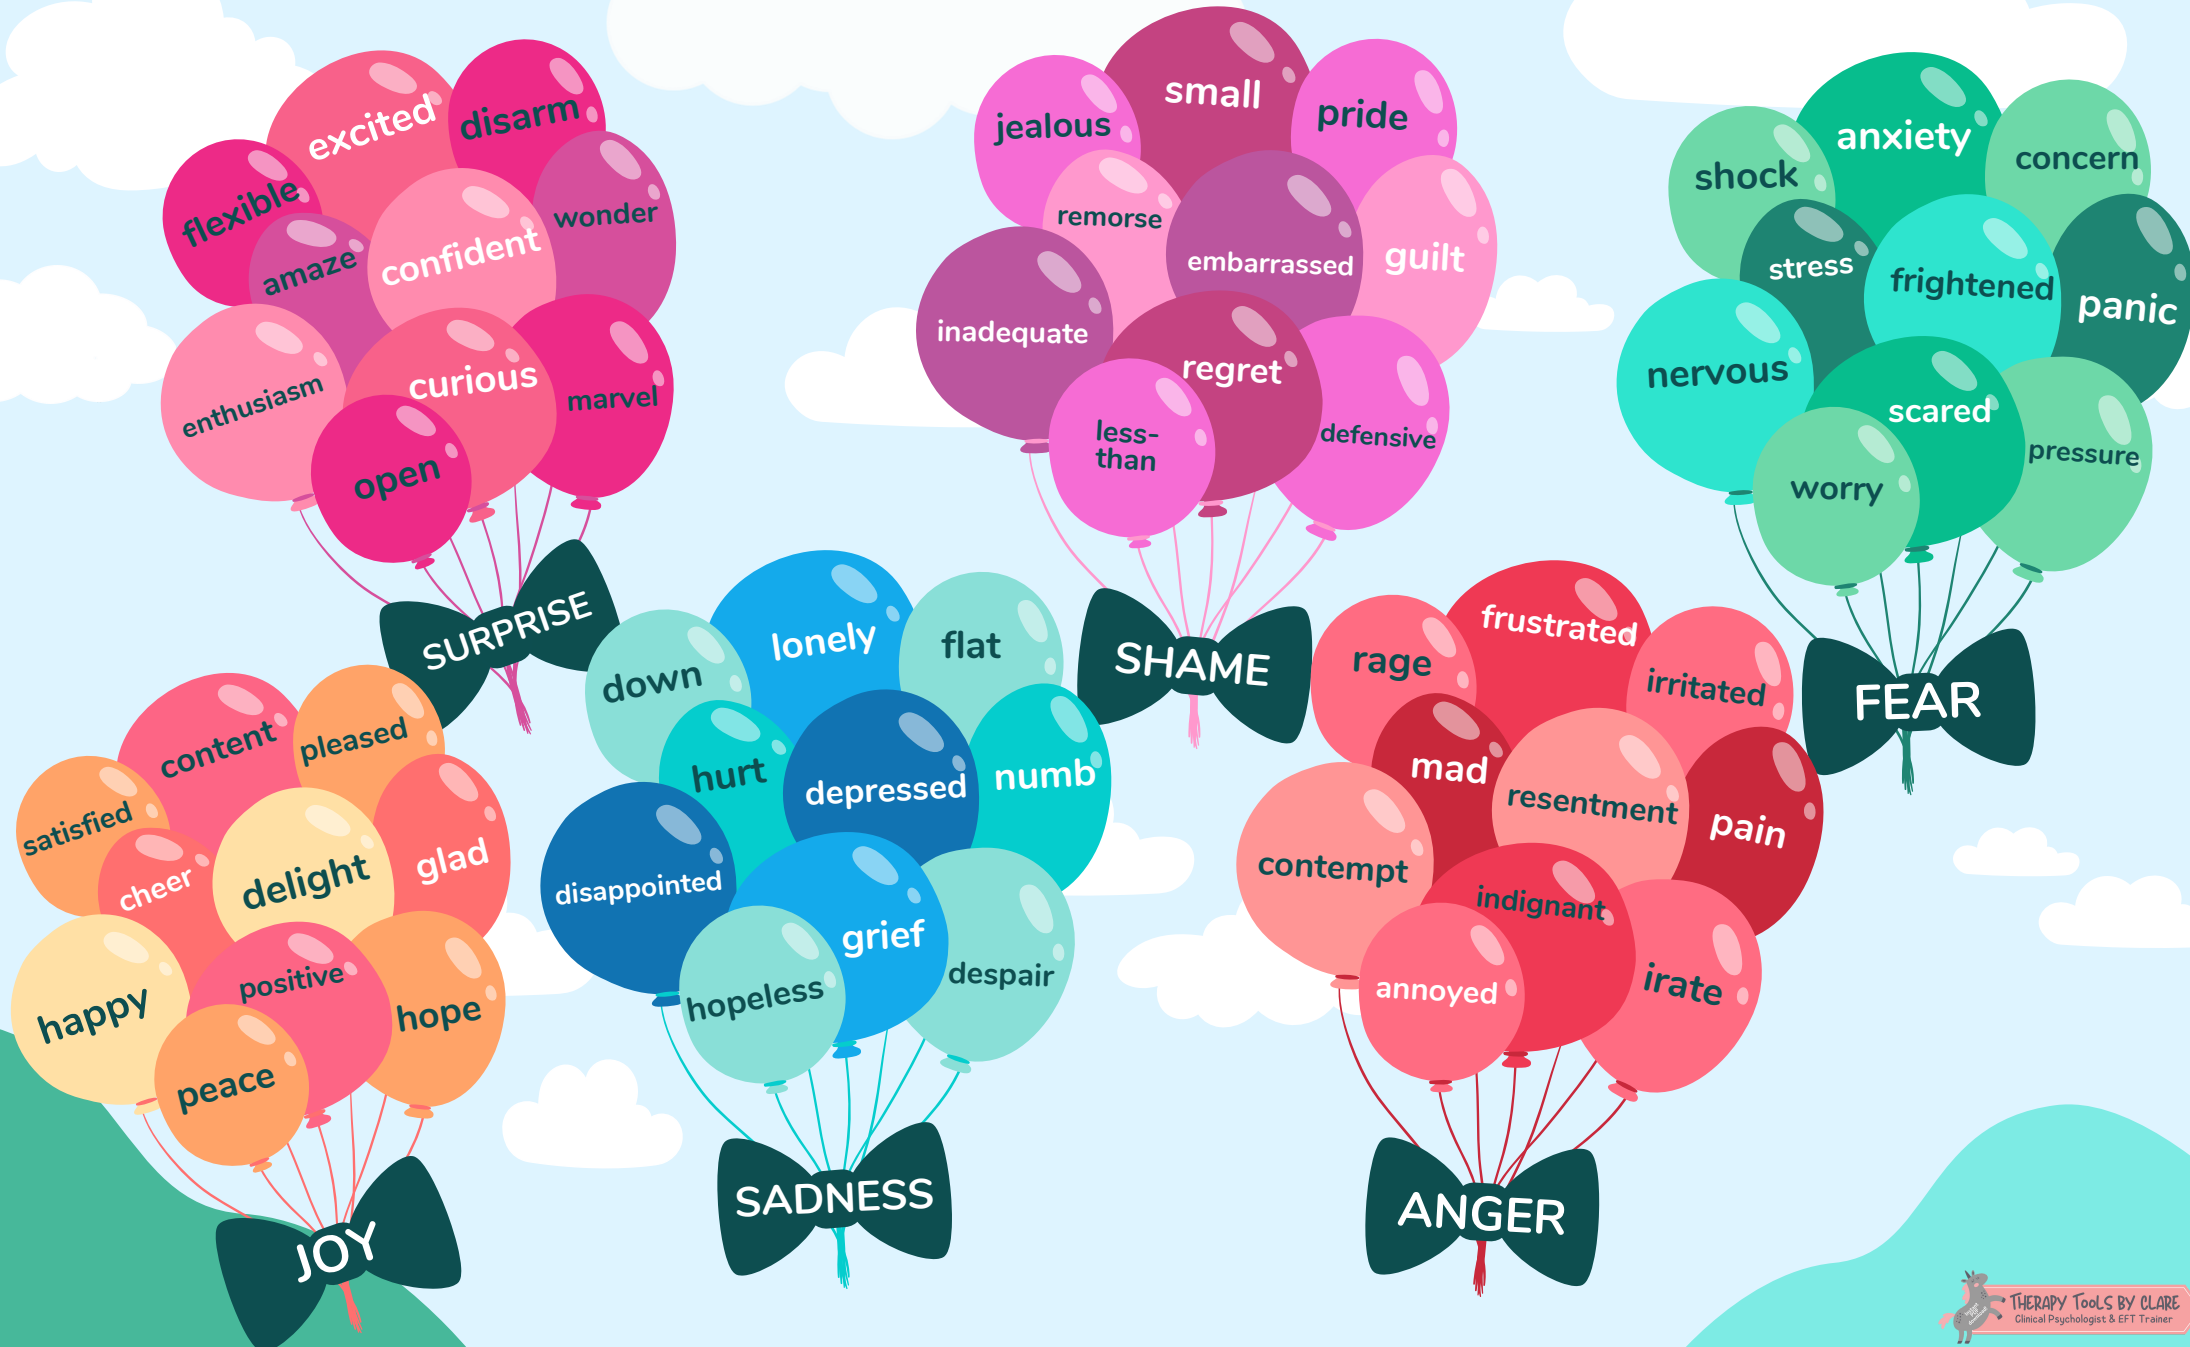 excited
disarm
flexible
amaze
confident
wonder
enthusiasm
curious
marvel
open
SURPRISE
jealous
small
pride
remorse
embarrassed
guilt
inadequate
regret
less-
than
defensive
SHAME
shock
anxiety
concern
stress
frightened
panic
nervous
scared
pressure
worry
FEAR
content
pleased
satisfied
cheer
delight
glad
happy
positive
hope
peace
JOY
down
lonely
flat
hurt
depressed
numb
disappointed
grief
hopeless
despair
SADNESS
rage
frustrated
irritated
mad
resentment
pain
contempt
indignant
annoyed
irate
ANGER
THERAPY TOOLS BY CLARE
Clinical Psychologist & EFT Trainer